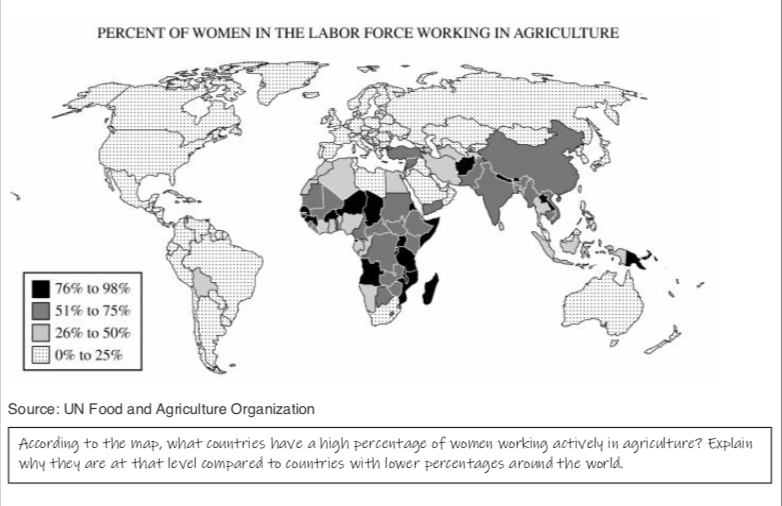 PERCENT OF WOMEN IN THE LABOR FORCE WORKING IN AGRICULTURE
76% to 98%
51% to 75%
26% to 50%
0% to 25%
Source: UN Food and Agriculture Organization
According to the map, what countries have a high percentage of women working actively in agriculture? Explain
why they are at that level compared to countries with lower percentages around the world.